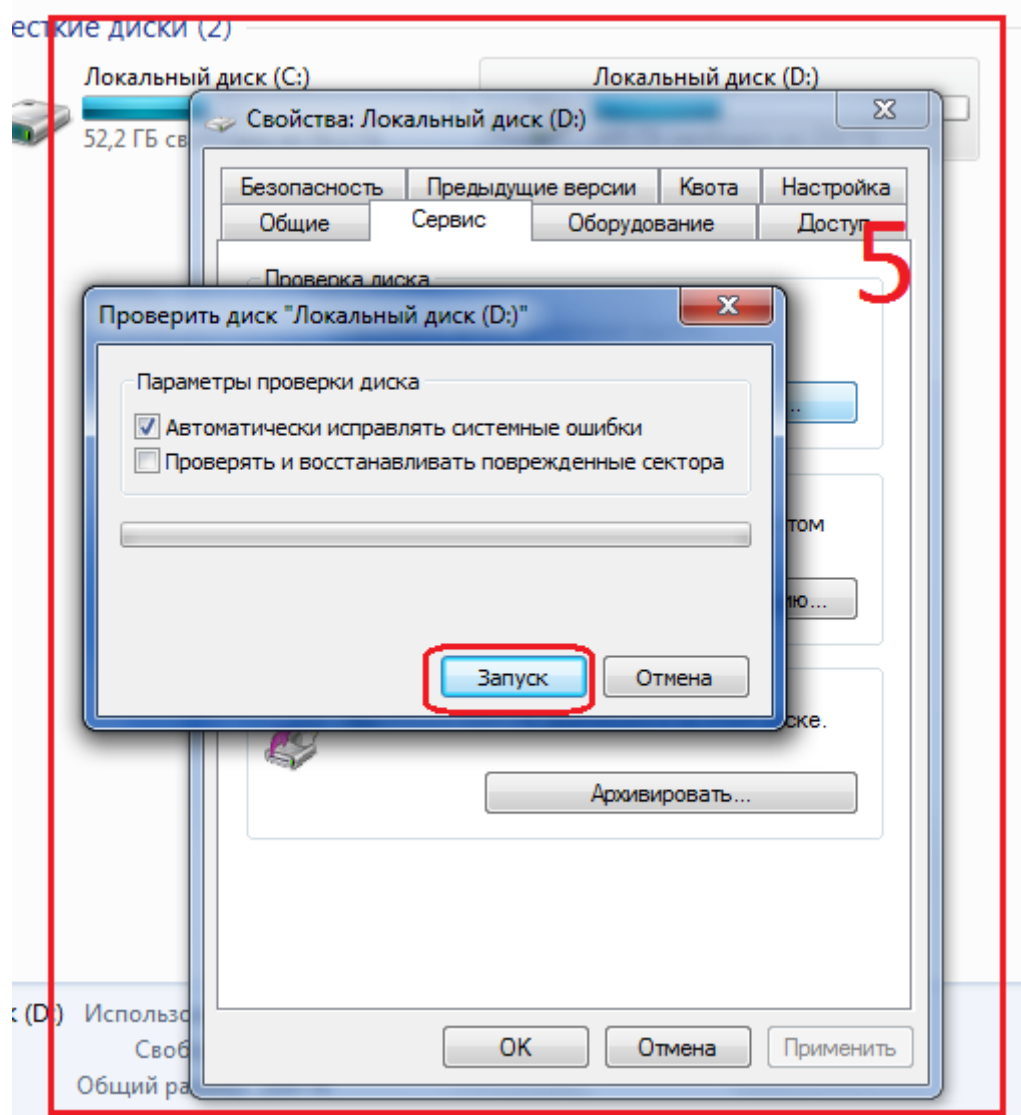 жесткие диски (2)
Локальный диск (C:)
Локальный диск (D:)
52,2 ГБ св
Свойства: Локальный диск (D:)
Безопасность
Предыдущие версии
Квота
Настройка
Общие
Сервис
Оборудование
Доступ
5
Проверка диска
Проверить диск "Локальный диск (D:)"
Параметры проверки диска
Автоматически исправлять системные ошибки
Проверять и восстанавливать поврежденные сектора
..
том
ию...
Запуск
Отмена
ске.
Архивировать...
к (D:)
Использо
Своб
Общий ра
OK
Отмена
Применить